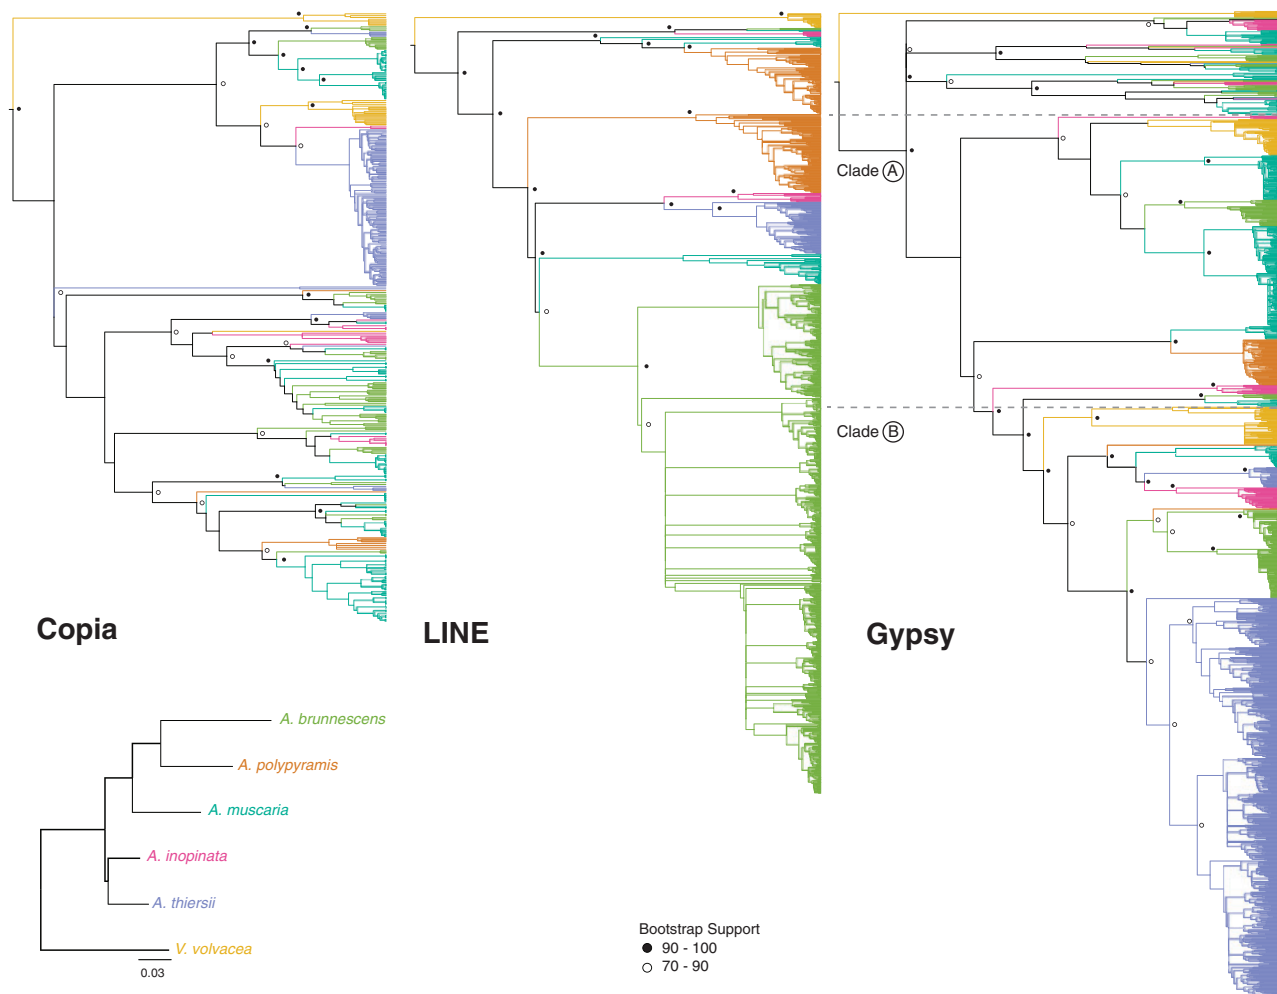 Clade A
Clade B
Copia
LINE
Gypsy
A. brunnescens
A. polypyramis
A. muscaria
A. inopinata
A. thiersii
V. volvacea
0.03
Bootstrap Support
90 - 100
70 - 90